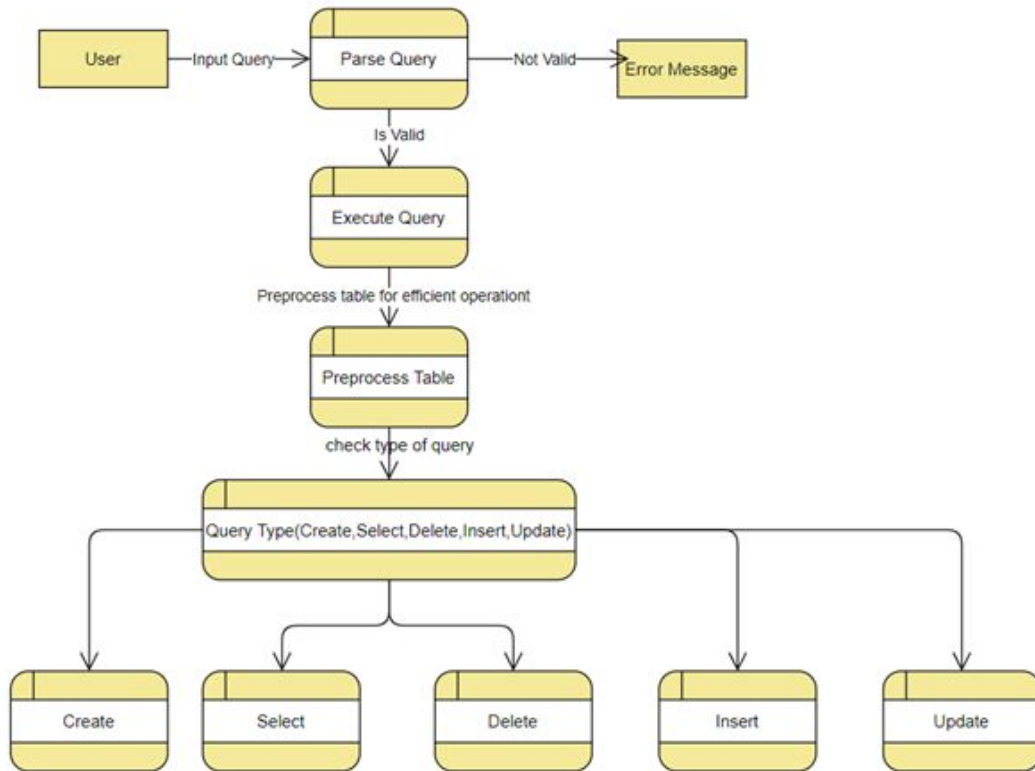 User
Input Query
Parse Query
Not Valid
Error Message
Is Valid
Execute Query
Preprocess table for efficient operationt
Preprocess Table
check type of query
Query Type(Create,Select,Delete,Insert,Update)
Create
Select
Delete
Insert
Update